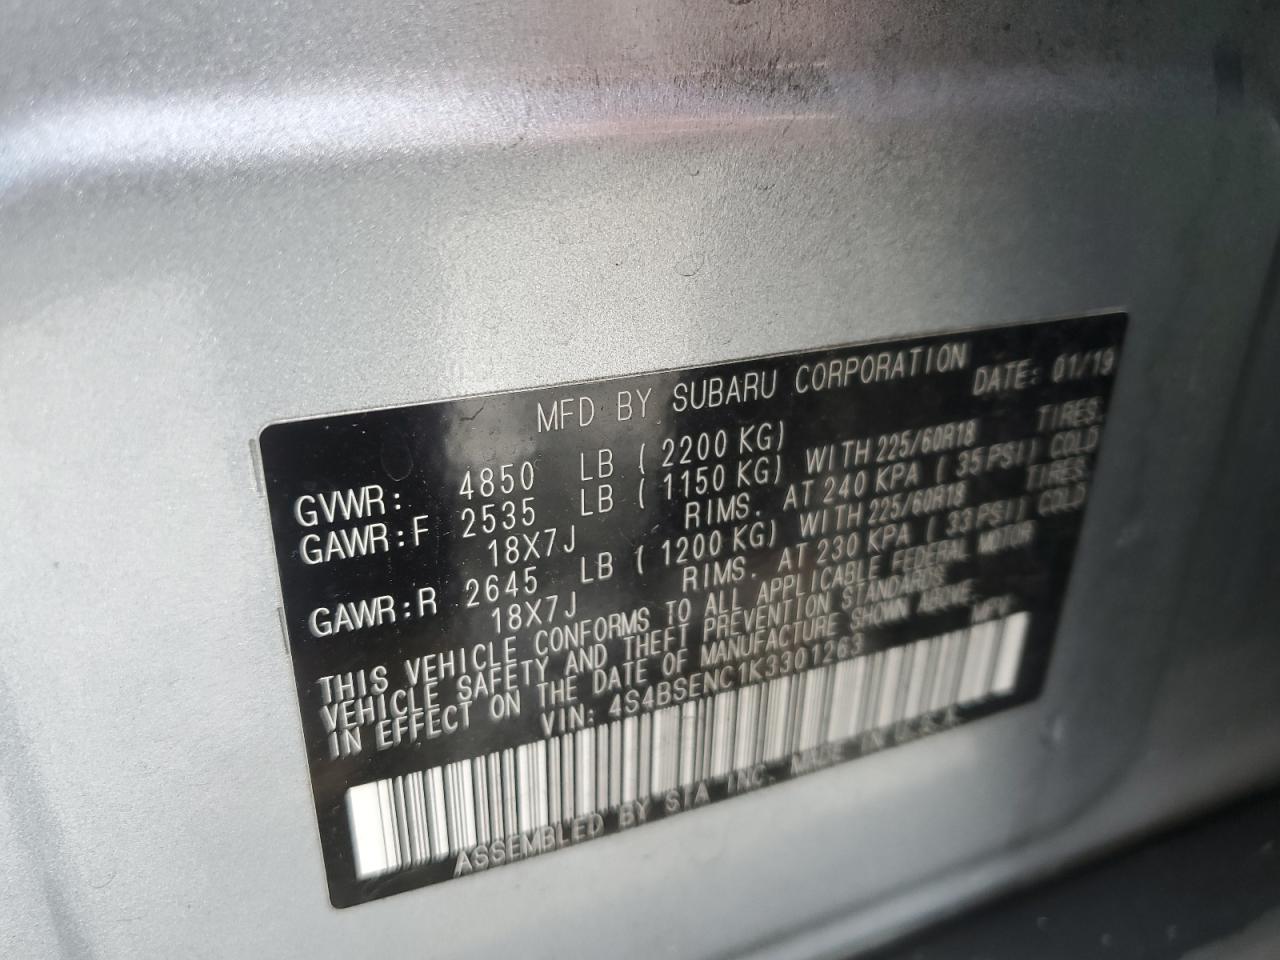 MFD BY SUBARU CORPORATION DATE: 01/19
GVWR: 4850 LB ( 2200 KG)
GAWR:F 2535 LB ( 1150 KG) WITH 225/60R18 TIRES,
18X7J RIMS. AT 240 KPA ( 35 PSI) COLD
GAWR:R 2645 LB ( 1200 KG) WITH 225/60R18 TIRES,
18X7J RIMS. AT 230 KPA ( 33 PSI) COLD
THIS VEHICLE CONFORMS TO ALL APPLICABLE FEDERAL MOTOR
VEHICLE SAFETY AND THEFT PREVENTION STANDARDS
IN EFFECT ON THE DATE OF MANUFACTURE SHOWN ABOVE.
VIN: 4S4BSENC1K3301263 MPV
ASSEMBLED BY SIA INC. MADE IN U.S.A.